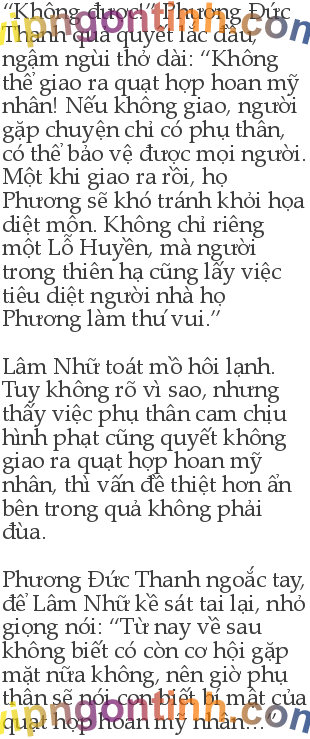 “Không được!” Phương Đức
Thanh quả quyết lắc đầu,
ngậm ngùi thở dài: “Không
thể giao ra quạt hợp hoan mỹ
nhân! Nếu không giao, người
gặp chuyện chỉ có phụ thân,
có thể bảo vệ được mọi người.
Một khi giao ra rồi, họ
Phương sẽ khó tránh khỏi họa
diệt môn. Không chỉ riêng
một Lỗ Huyền, mà người
trong thiên hạ cũng lấy việc
tiêu diệt người nhà họ
Phương làm thú vui.”
Lâm Nhữ toát mồ hôi lạnh.
Tuy không rõ vì sao, nhưng
thấy việc phụ thân cam chịu
hình phạt cũng quyết không
giao ra quạt hợp hoan mỹ
nhân, thì vấn đề thiệt hơn ẩn
bên trong quả không phải
đùa.
Phương Đức Thanh ngoắc tay,
để Lâm Nhữ kề sát tai lại, nhỏ
giọng nói: “Từ nay về sau
không biết có còn cơ hội gặp
mặt nữa không, nên giờ phụ
thân sẽ nói con biết bí mật của
quạt hợp hoan mỹ nhân…”
vipngontinh.com
vipngontinh.com